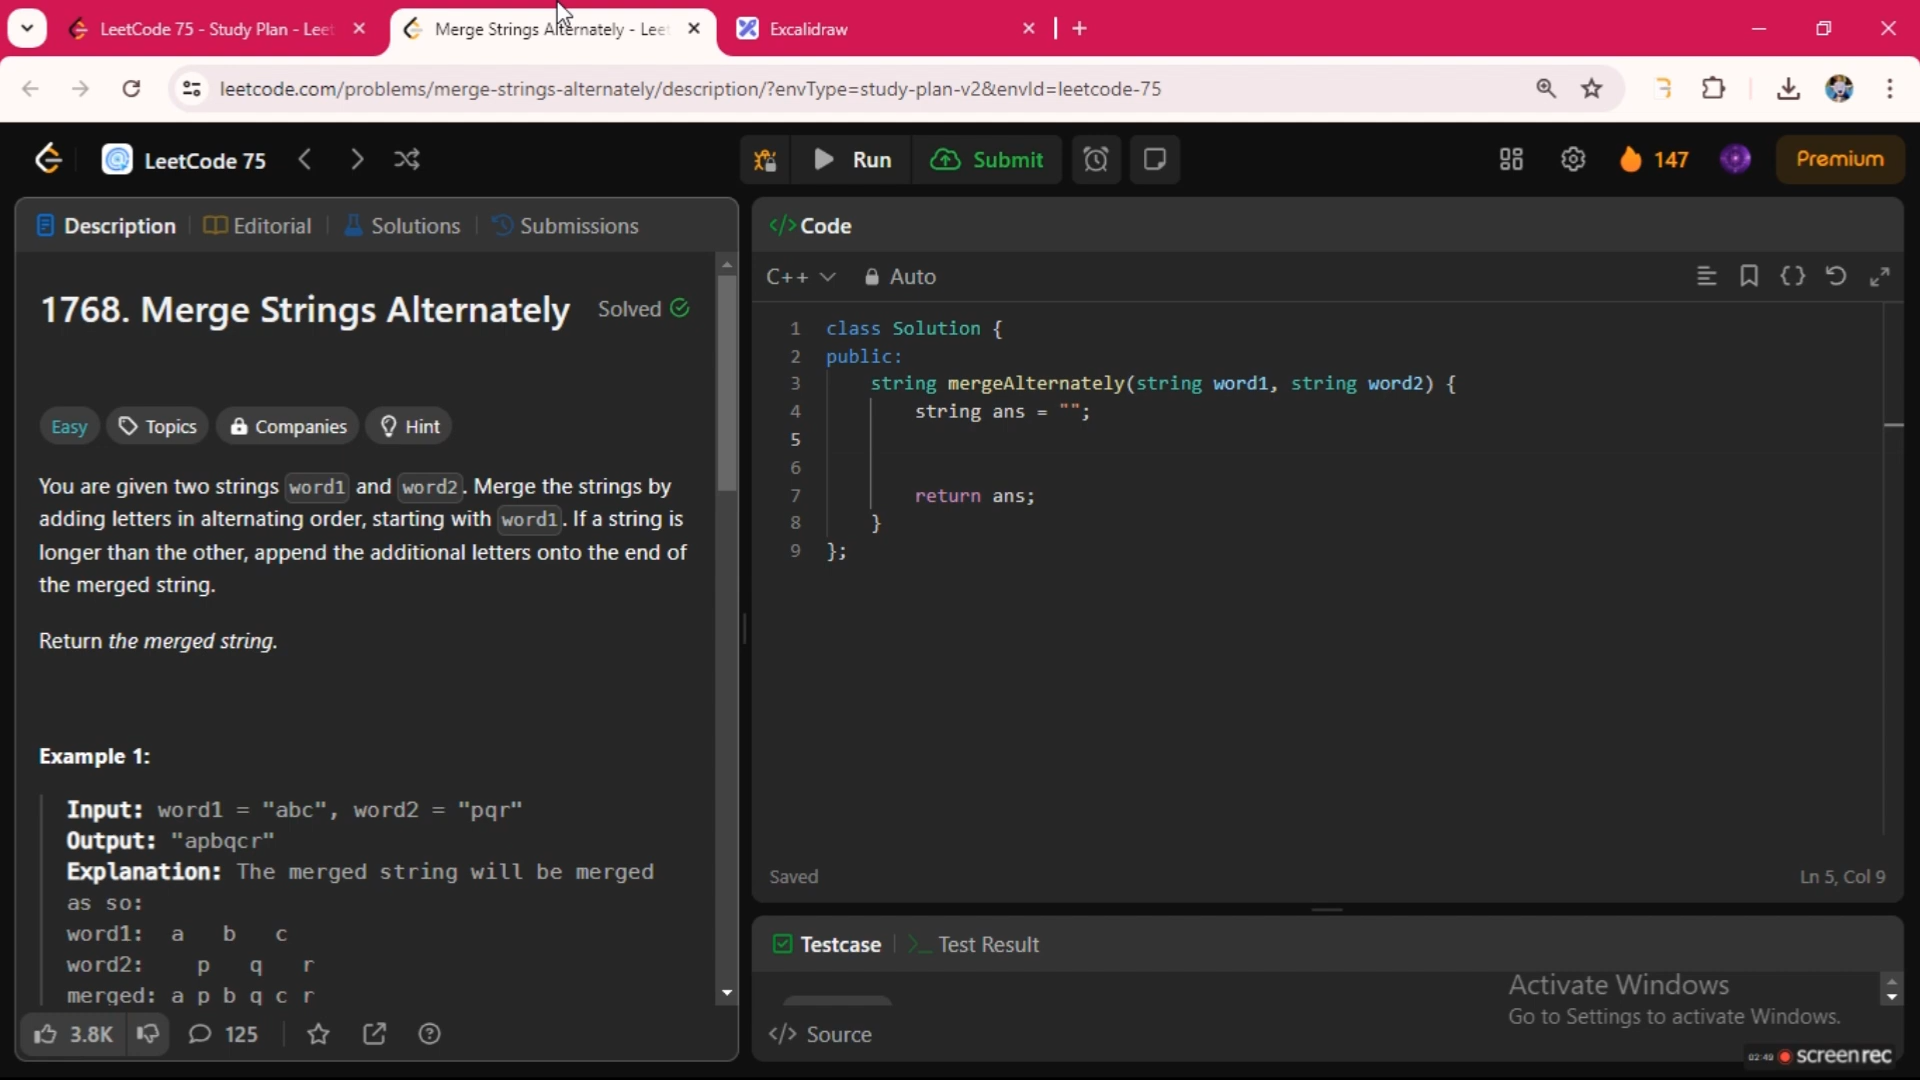 LeetCode 75 - Study Plan - Leet
Merge Strings Alternately - Leet
Excalidraw
leetcode.com/problems/merge-strings-alternately/description/?envType=study-plan-v2&envId=leetcode-75
LeetCode 75
Run
Submit
147
Premium
Description
Editorial
Solutions
Submissions
1768. Merge Strings Alternately
Solved
Easy
Topics
Companies
Hint
You are given two strings word1 and word2. Merge the strings by
adding letters in alternating order, starting with word1. If a string is
longer than the other, append the additional letters onto the end of
the merged string.
Return the merged string.
Example 1:
Input: word1 = "abc", word2 = "pqr"
Output: "apbqcr"
Explanation: The merged string will be merged
as so:
word1:  a   b   c
word2:    p   q   r
merged: a p b q c r
3.8K
125
</> Code
C++
Auto
1 class Solution {
2 public:
3     string mergeAlternately(string word1, string word2) {
4         string ans = "";
5
6
7         return ans;
8     }
9 };
Saved
Ln 5, Col 9
Testcase
Test Result
</> Source
Activate Windows
Go to Settings to activate Windows.
02:49 screenrec